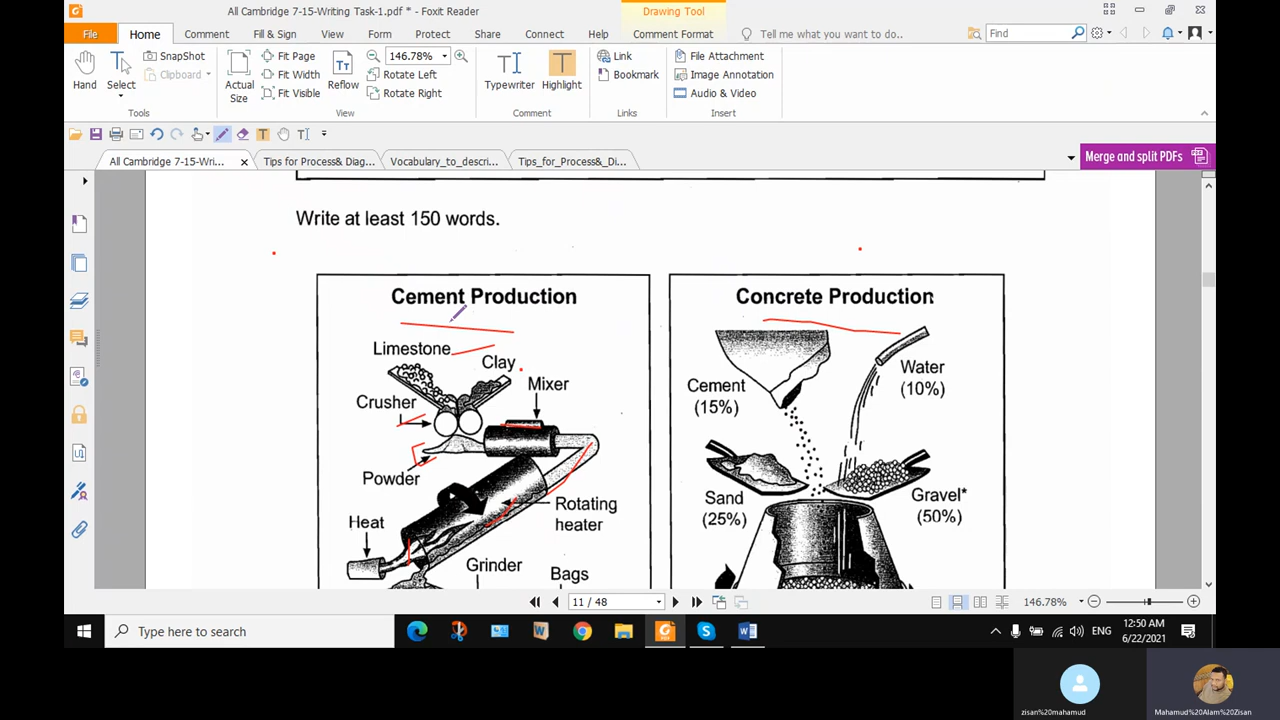 All Cambridge 7-15-Writing Task-1.pdf * - Foxit Reader
Drawing Tool
File Home Comment Fill & Sign View Form Protect Share Connect Help Comment Format Tell me what you want to do.. Find
SnapShot
Clipboard
Hand
Select
Actual Size
Fit Page
Fit Width
Fit Visible
Reflow
146.78%
Rotate Left
Rotate Right
Typewriter
Highlight
Link
Bookmark
File Attachment
Image Annotation
Audio & Video
Tools View Comment Links Insert
All Cambridge 7-15-Wri... Tips for Process& Diag... Vocabulary_to_descri... Tips_for_Process&_Di... Merge and split PDFs
Write at least 150 words.
Cement Production
Limestone
Clay
Crusher
Mixer
Powder
Rotating
heater
Heat
Grinder
Bags
Concrete Production
Cement
(15%)
Water
(10%)
Sand
(25%)
Gravel*
(50%)
11 / 48
146.78%
Type here to search
ENG
12:50 AM
6/22/2021
zisan%20mahamud
Mahamud%20Alam%20Zisan